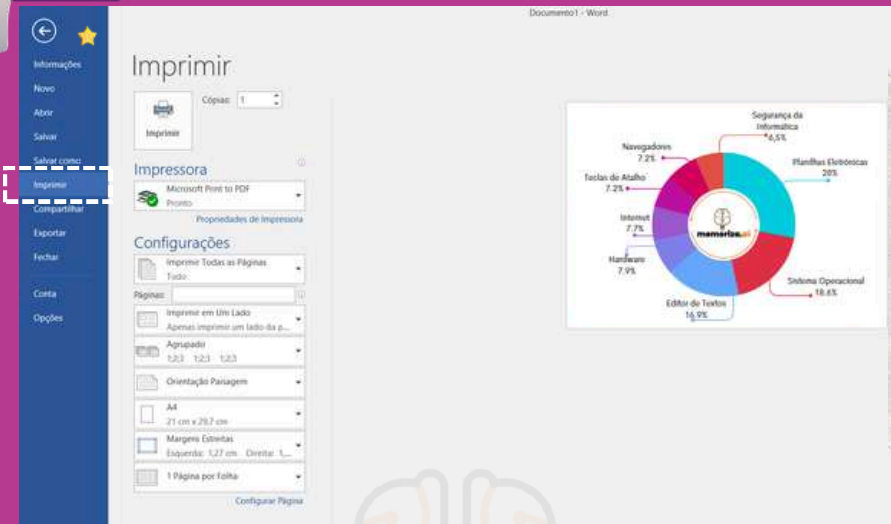 Documento1 - Word
Informações
Novo
Abrir
Salvar
Salvar como
Imprimir
Compartilhar
Exportar
Fechar
Conta
Opções
Imprimir
Cópias: 1
Imprimir
Impressora
Microsoft Print to PDF
Pronto
Propriedades de Impressora
Configurações
Imprimir Todas as Páginas
Tudo
Páginas:
Imprimir em Um Lado
Apenas imprimir um lado da p...
Agrupado
1;2;3 1;2;3 1;2;3
Orientação Paisagem
A4
21 cm x 29,7 cm
Margens Estreitas
Esquerda: 1,27 cm Direita: 1,...
1 Página por Folha
Configurar Página
Segurança da
Informática
6,5%
Navegadores
7.2%
Planilhas Eletrônicas
20%
Teclas de Atalho
7.2%
Internet
7.7%
memorize.ai
Hardware
7.9%
Sistema Operacional
18.6%
Editor de Textos
16.9%